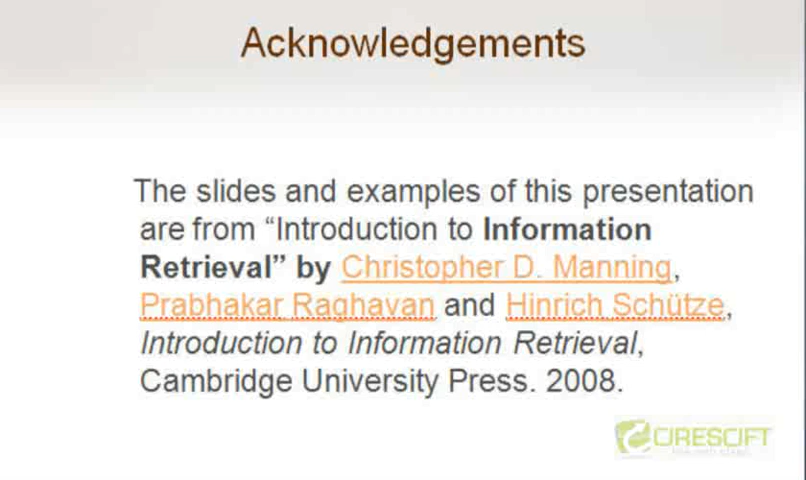 Acknowledgements
The slides and examples of this presentation
are from “Introduction to Information
Retrieval” by Christopher D. Manning,
Prabhakar Raghavan and Hinrich Schütze,
Introduction to Information Retrieval,
Cambridge University Press. 2008.